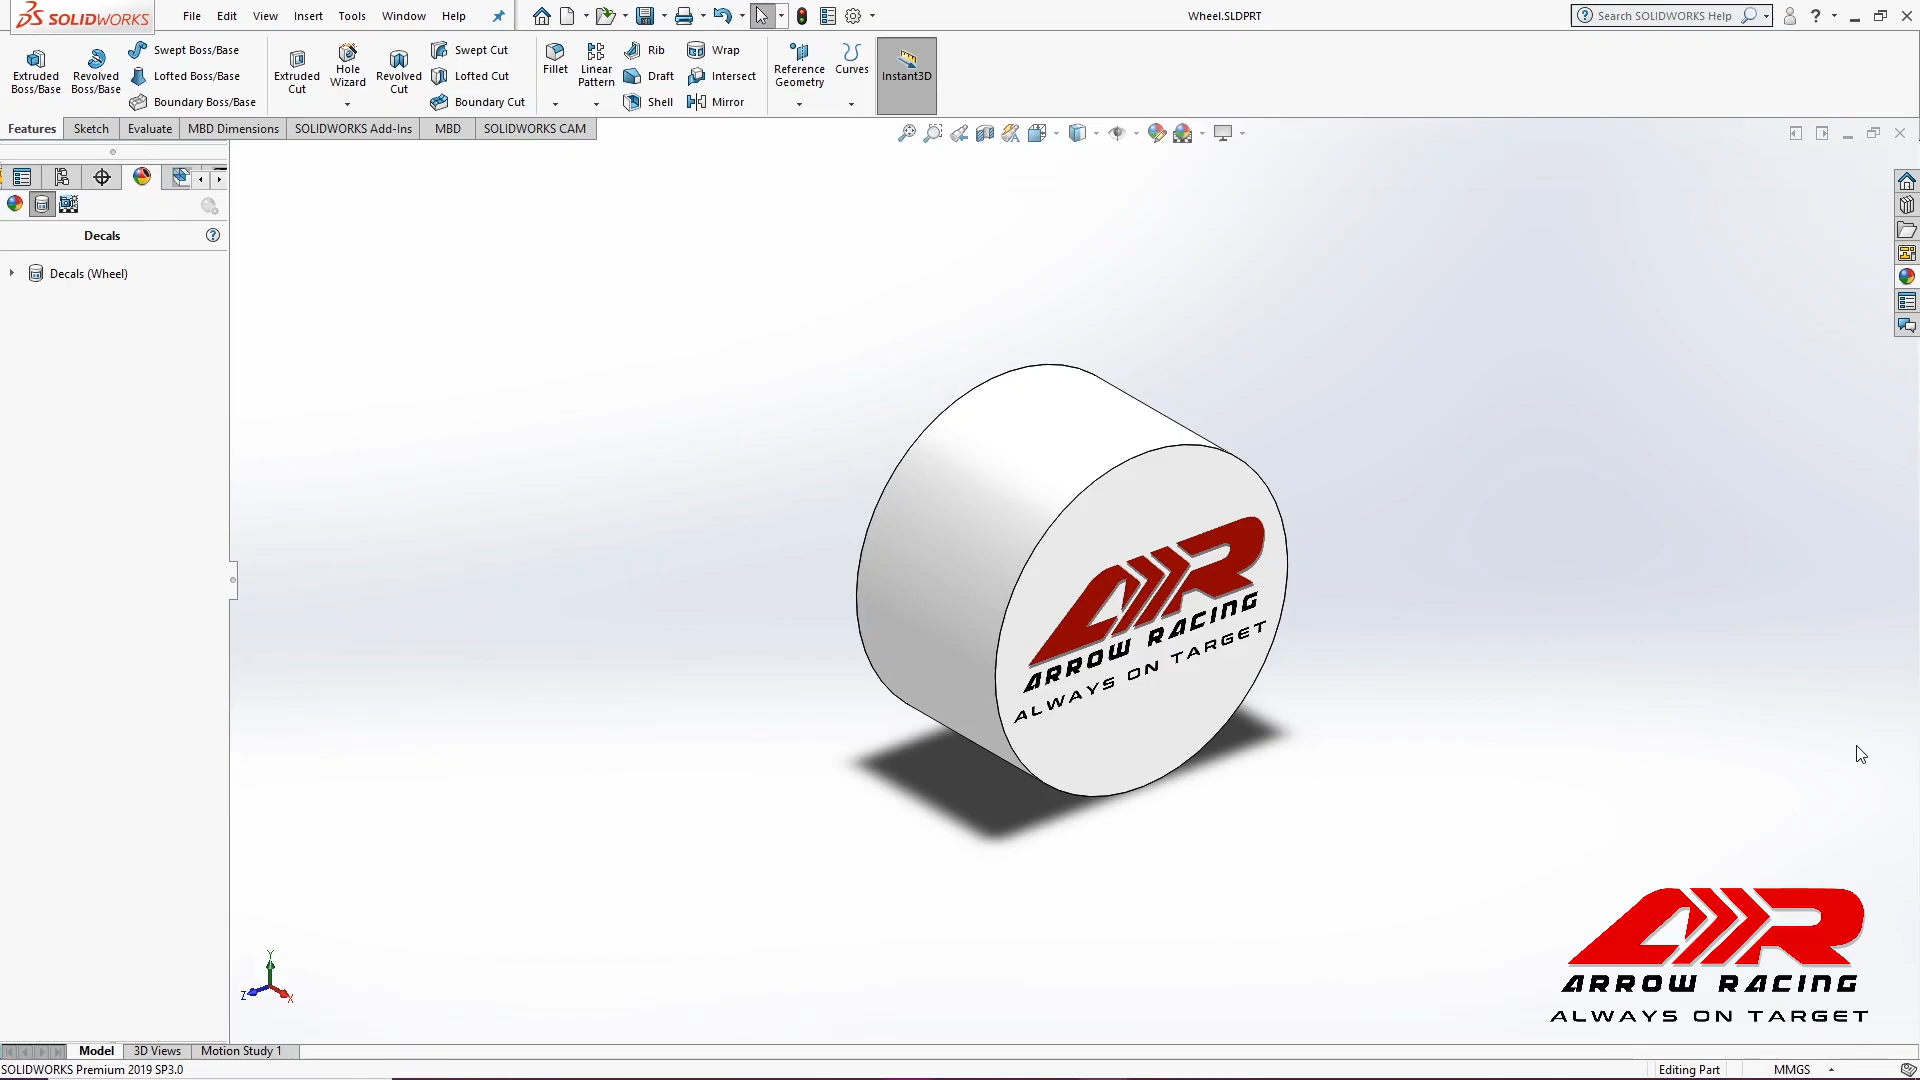 SOLIDWORKS
File Edit View Insert Tools Window Help
Wheel.SLDPRT
Search SOLIDWORKS Help
Extruded Boss/Base
Revolved Boss/Base
Swept Boss/Base
Lofted Boss/Base
Boundary Boss/Base
Extruded Cut
Hole Wizard
Revolved Cut
Swept Cut
Lofted Cut
Boundary Cut
Fillet
Linear Pattern
Rib
Draft
Shell
Wrap
Intersect
Mirror
Reference Geometry
Curves
Instant3D
Features Sketch Evaluate MBD Dimensions SOLIDWORKS Add-Ins MBD SOLIDWORKS CAM
Decals
Decals (Wheel)
AR
ARROW RACING
ALWAYS ON TARGET
Y
Z
X
AR
ARROW RACING
ALWAYS ON TARGET
Model 3D Views Motion Study 1
SOLIDWORKS Premium 2019 SP3.0
Editing Part
MMGS